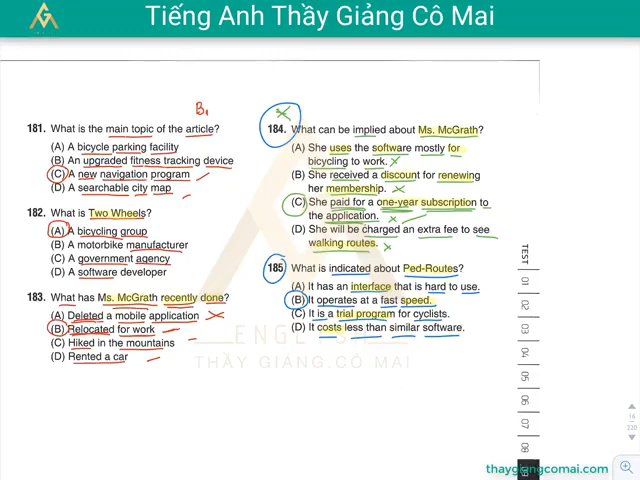 Tiếng Anh Thầy Giảng Cô Mai
B1
181. What is the main topic of the article?
(A) A bicycle parking facility
(B) An upgraded fitness tracking device
(C) A new navigation program
(D) A searchable city map
182. What is Two Wheels?
(A) A bicycling group
(B) A motorbike manufacturer
(C) A government agency
(D) A software developer
183. What has Ms. McGrath recently done?
(A) Deleted a mobile application
(B) Relocated for work
(C) Hiked in the mountains
(D) Rented a car
184. What can be implied about Ms. McGrath?
(A) She uses the software mostly for
bicycling to work.
(B) She received a discount for renewing
her membership.
(C) She paid for a one-year subscription to
the application.
(D) She will be charged an extra fee to see
walking routes.
185. What is indicated about Ped-Routes?
(A) It has an interface that is hard to use.
(B) It operates at a fast speed.
(C) It is a trial program for cyclists.
(D) It costs less than similar software.
ENGLISH
THẦY GIẢNG.CÔ MAI
TEST
01
02
03
04
05
06
07
08
16
220
thaygiangcomai.com